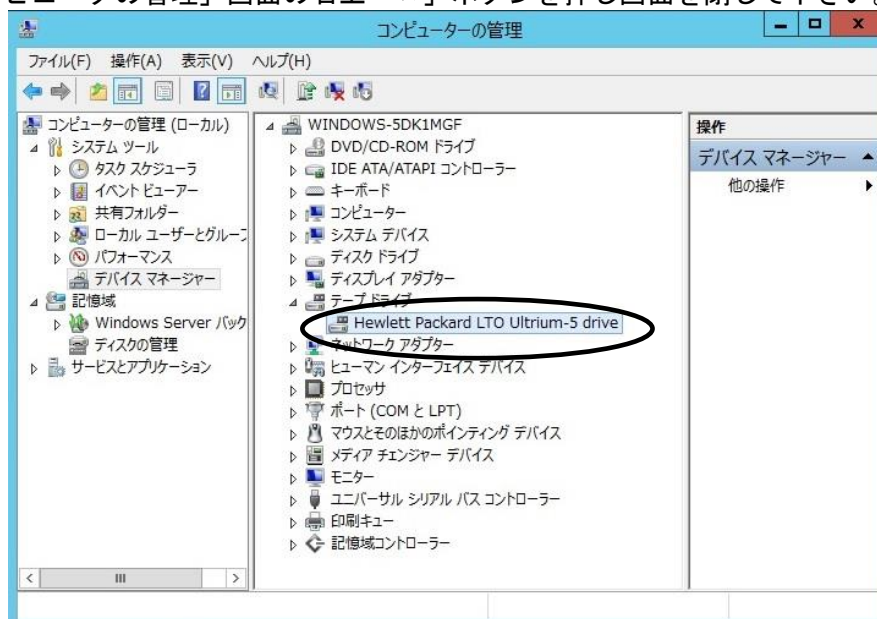 コンピューターの管理
ファイル(F) 操作(A) 表示(V) ヘルプ(H)
コンピューターの管理 (ローカル)
システム ツール
タスク スケジューラ
イベント ビューアー
共有フォルダー
ローカル ユーザーとグルー
パフォーマンス
デバイス マネージャー
記憶域
Windows Server バック
ディスクの管理
サービスとアプリケーション
WINDOWS-5DK1MGF
DVD/CD-ROM ドライブ
IDE ATA/ATAPI コントローラー
キーボード
コンピューター
システム デバイス
ディスク ドライブ
ディスプレイ アダプター
テープ ドライブ
Hewlett Packard LTO Ultrium-5 drive
ネットワーク アダプター
ヒューマン インターフェイス デバイス
プロセッサ
ポート (COM と LPT)
マウスとそのほかのポインティング デバイス
メディア チェンジャー デバイス
モニター
ユニバーサル シリアル バス コントローラー
印刷キュー
記憶域コントローラー
操作
デバイス マネージャー
他の操作